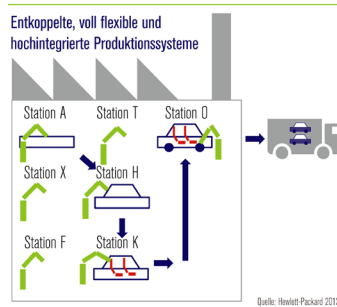 Entkoppelte, voll flexible und
hochintegrierte Produktionssysteme
Station A
Station T
Station O
Station X
Station H
Station F
Station K
Quelle: Hewlett-Packard 2013